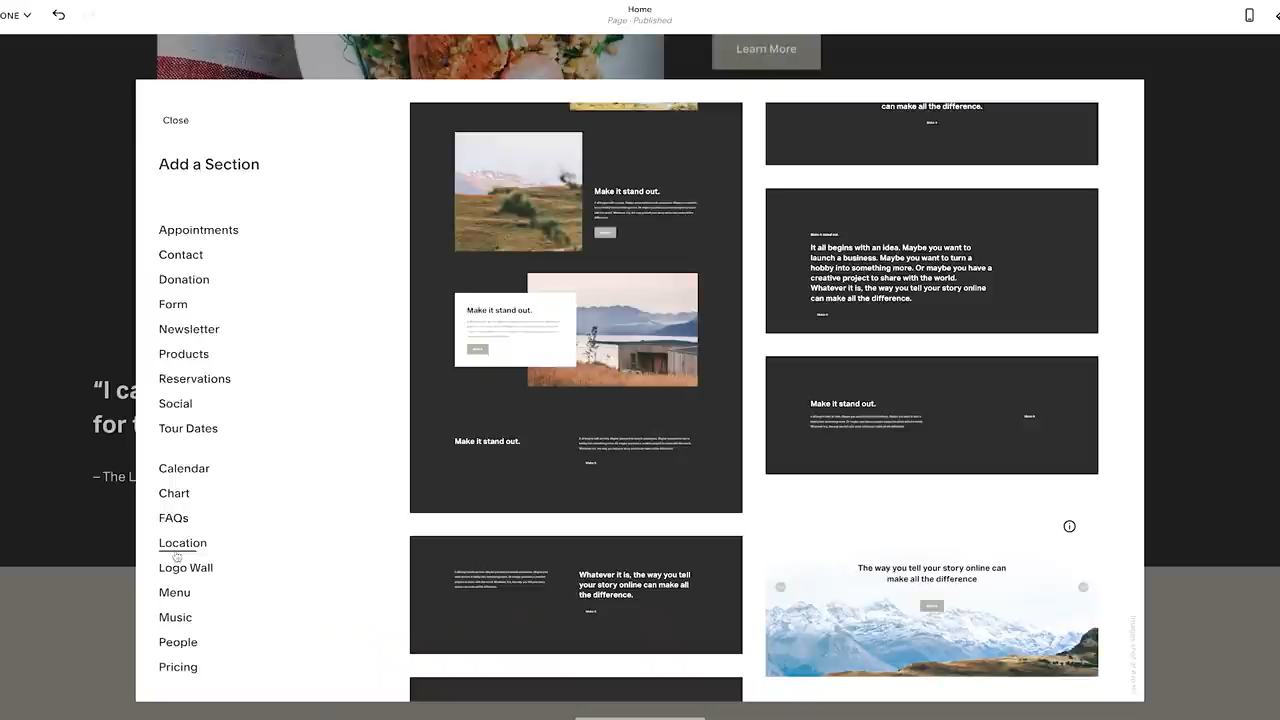 ONE
Home
Page · Published
Learn More
Close
Add a Section
Appointments
Contact
Donation
Form
Newsletter
Products
Reservations
Social
Tour Dates
Calendar
Chart
FAQs
Location
Logo Wall
Menu
Music
People
Pricing
“I ca
for t
– The L
Make it stand out.
Make it stand out.
Make it stand out.
Whatever it is, the way you tell
your story online can make all
the difference.
can make all the difference.
Make it stand out.
It all begins with an idea. Maybe you want to
launch a business. Maybe you want to turn a
hobby into something more. Or maybe you have a
creative project to share with the world.
Whatever it is, the way you tell your story online
can make all the difference.
Make it stand out.
The way you tell your story online can
make all the difference